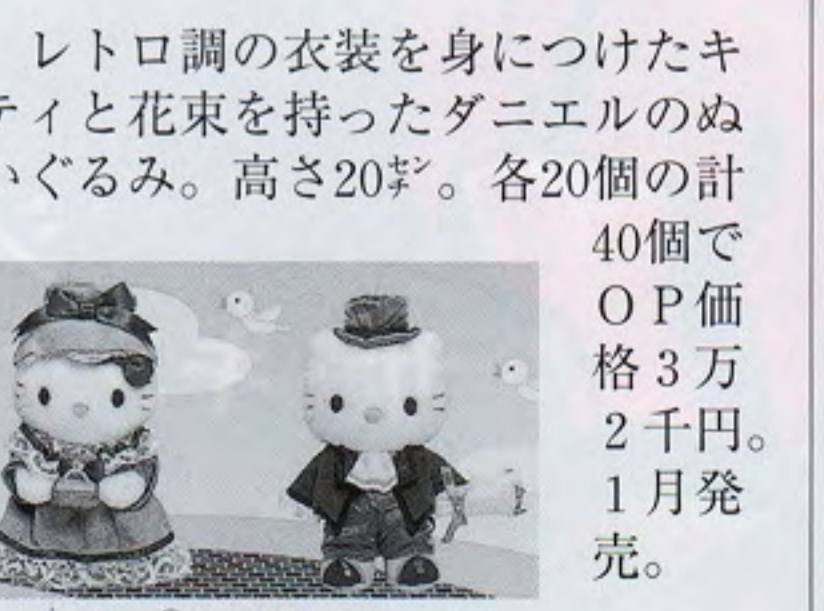 レトロ調の衣装を身につけたキ
ティと花束を持ったダニエルのぬ
いぐるみ。高さ20㌢。各20個の計
40個で
ＯＰ価
格３万
２千円。
１月発
売。